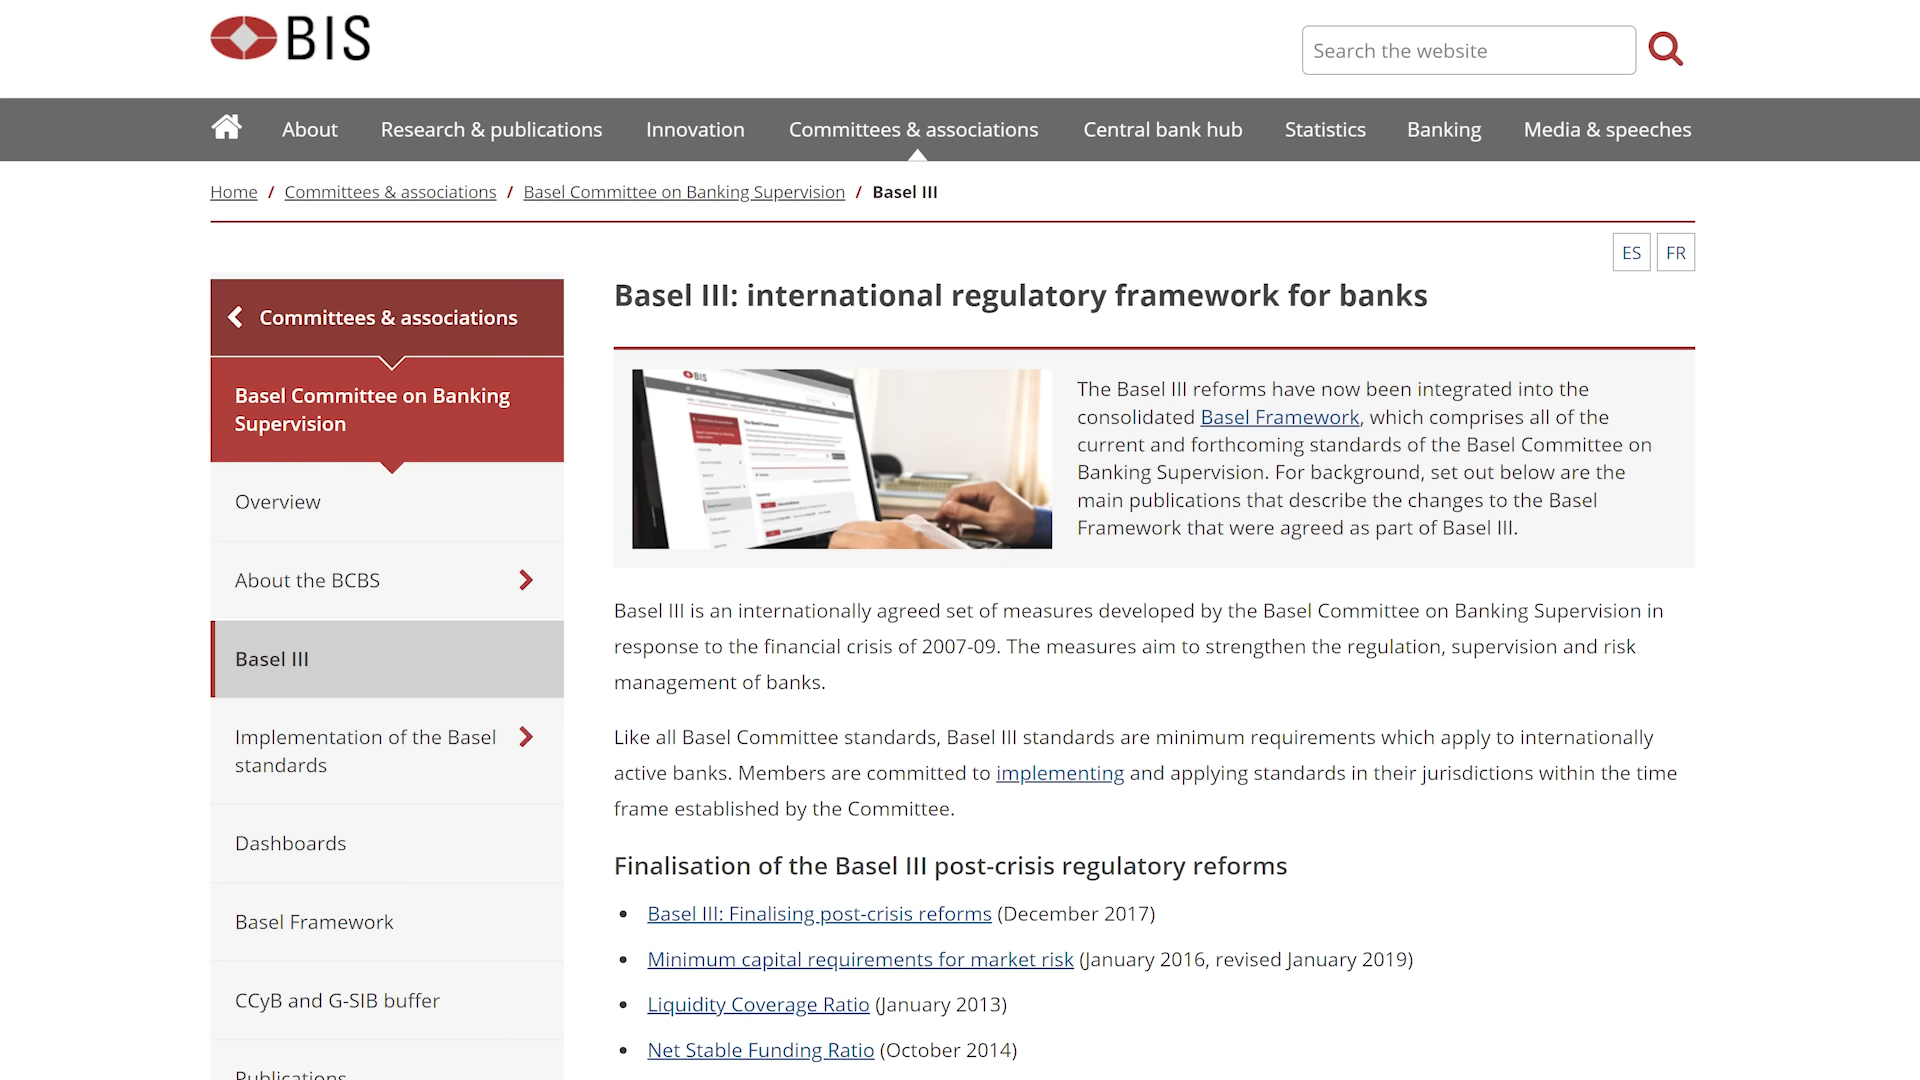 BIS
Search the website
About
Research & publications
Innovation
Committees & associations
Central bank hub
Statistics
Banking
Media & speeches
Home / Committees & associations / Basel Committee on Banking Supervision / Basel III
ES FR
Committees & associations
Basel Committee on Banking
Supervision
Overview
About the BCBS
Basel III
Implementation of the Basel
standards
Dashboards
Basel Framework
CCyB and G-SIB buffer
Publications
Basel III: international regulatory framework for banks
BIS
The Basel III reforms have now been integrated into the
consolidated Basel Framework, which comprises all of the
current and forthcoming standards of the Basel Committee on
Banking Supervision. For background, set out below are the
main publications that describe the changes to the Basel
Framework that were agreed as part of Basel III.
Basel III is an internationally agreed set of measures developed by the Basel Committee on Banking Supervision in
response to the financial crisis of 2007-09. The measures aim to strengthen the regulation, supervision and risk
management of banks.
Like all Basel Committee standards, Basel III standards are minimum requirements which apply to internationally
active banks. Members are committed to implementing and applying standards in their jurisdictions within the time
frame established by the Committee.
Finalisation of the Basel III post-crisis regulatory reforms
• Basel III: Finalising post-crisis reforms (December 2017)
• Minimum capital requirements for market risk (January 2016, revised January 2019)
• Liquidity Coverage Ratio (January 2013)
• Net Stable Funding Ratio (October 2014)